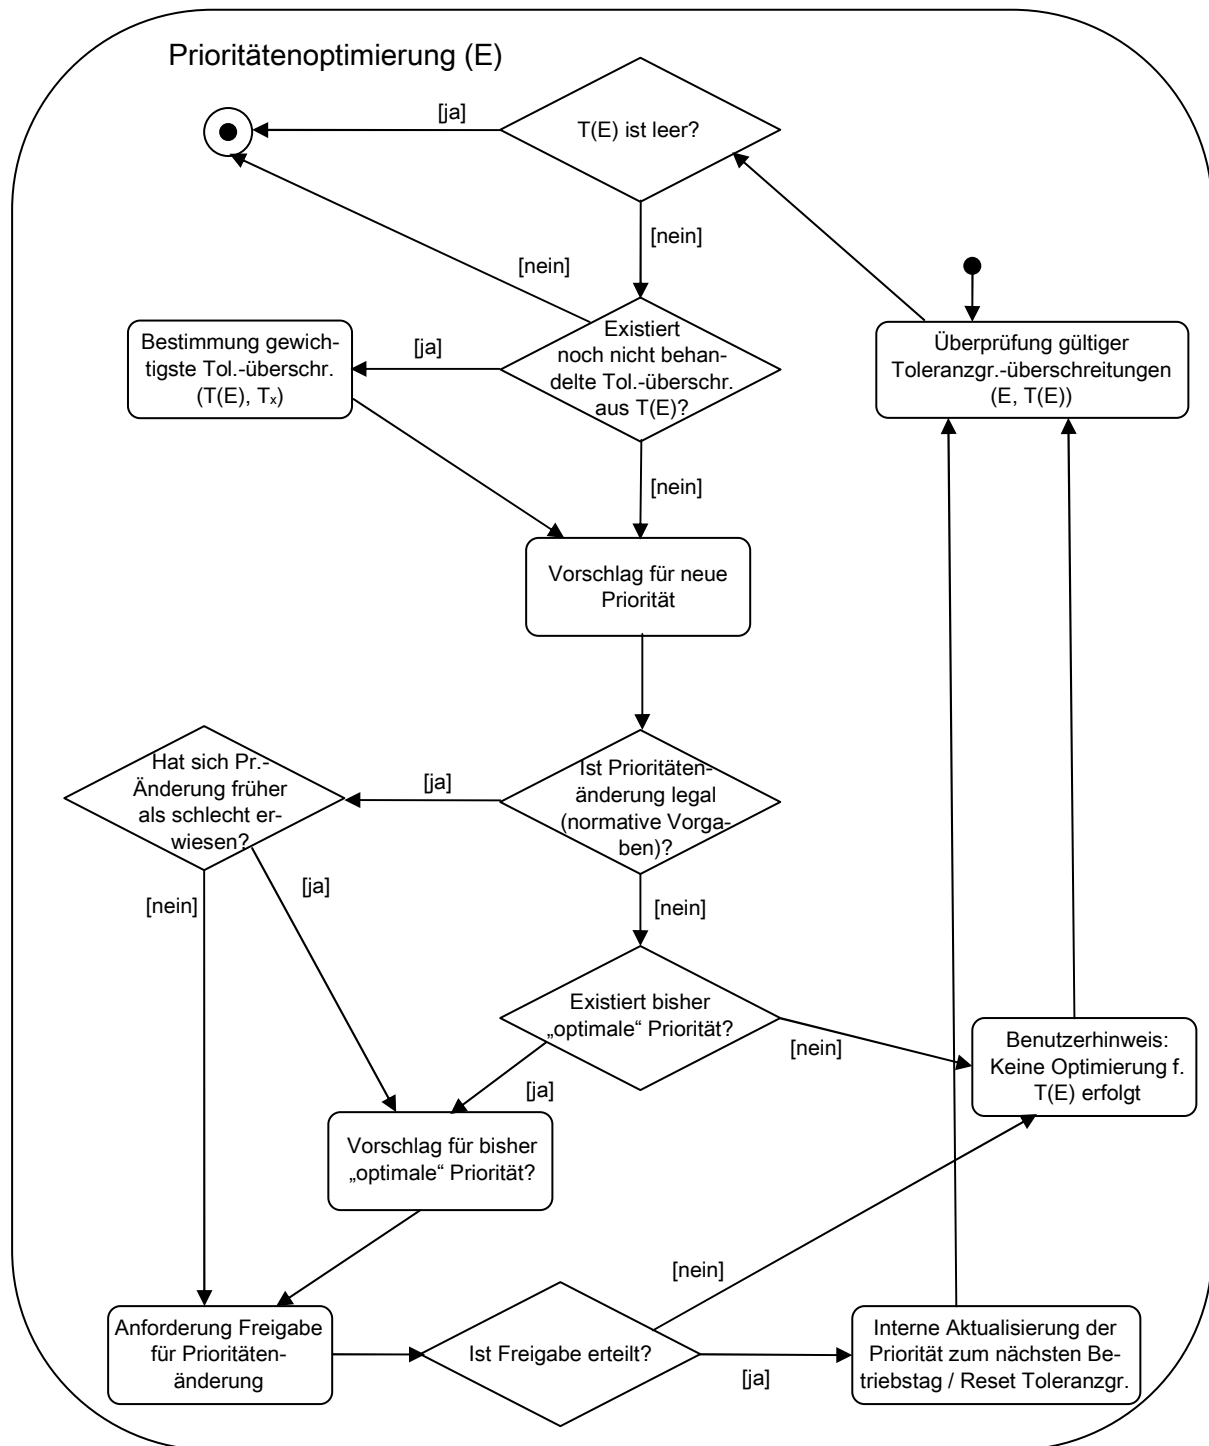 Prioritätenoptimierung (E)
[ja]
T(E) ist leer?
[nein]
[nein]
Bestimmung gewich-
tigste Tol.-überschr.
(T(E), Tₓ)
[ja]
Existiert
noch nicht behan-
delte Tol.-überschr.
aus T(E)?
Überprüfung gültiger
Toleranzgr.-überschreitungen
(E, T(E))
[nein]
Vorschlag für neue
Priorität
Hat sich Pr.-
Änderung früher
als schlecht er-
wiesen?
[ja]
Ist Prioritäten-
änderung legal
(normative Vorga-
ben)?
[nein]
[ja]
[nein]
Existiert bisher
„optimale“ Priorität?
[nein]
[ja]
Benutzerhinweis:
Keine Optimierung f.
T(E) erfolgt
Vorschlag für bisher
„optimale“ Priorität?
[nein]
Anforderung Freigabe
für Prioritäten-
änderung
Ist Freigabe erteilt?
[ja]
Interne Aktualisierung der
Priorität zum nächsten Be-
triebstag / Reset Toleranzgr.